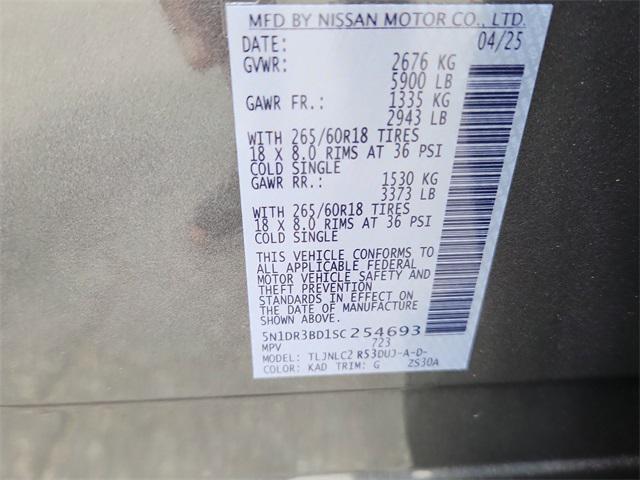 MFD BY NISSAN MOTOR CO., LTD.
DATE: 04/25
GVWR: 2676 KG
5900 LB
GAWR FR.: 1335 KG
2943 LB
WITH 265/60R18 TIRES
18 X 8.0 RIMS AT 36 PSI
COLD SINGLE
GAWR RR.: 1530 KG
3373 LB
WITH 265/60R18 TIRES
18 X 8.0 RIMS AT 36 PSI
COLD SINGLE
THIS VEHICLE CONFORMS TO
ALL APPLICABLE FEDERAL
MOTOR VEHICLE SAFETY AND
THEFT PREVENTION
STANDARDS IN EFFECT ON
THE DATE OF MANUFACTURE
SHOWN ABOVE.
5N1DR3BD1SC254693
MPV 723
MODEL: TLJNLC2 R53DUJ-A-D-
COLOR: KAD TRIM: G ZS30A